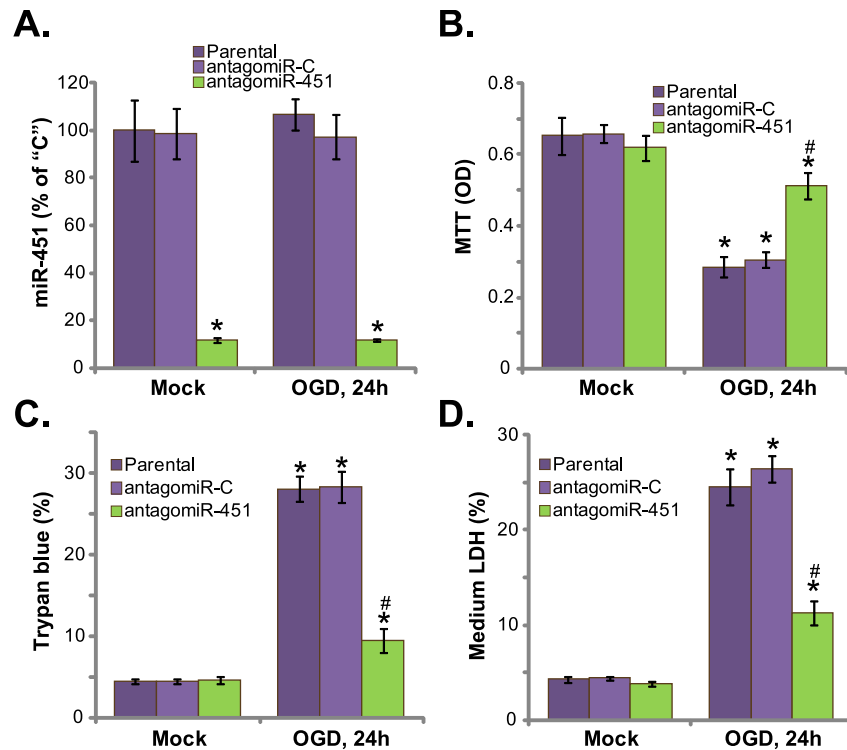 A.
Parental
antagomiR-C
antagomiR-451
120
100
80
60
40
20
0
miR-451 (% of “C”)
*
*
Mock
OGD, 24h
B.
Parental
antagomiR-C
antagomiR-451
0.8
0.6
0.4
0.2
0
MTT (OD)
*
*
#
*
Mock
OGD, 24h
C.
Parental
antagomiR-C
antagomiR-451
30
20
10
0
Trypan blue (%)
*
*
#
*
Mock
OGD, 24h
D.
Parental
antagomiR-C
antagomiR-451
30
20
10
0
Medium LDH (%)
*
*
#
*
Mock
OGD, 24h